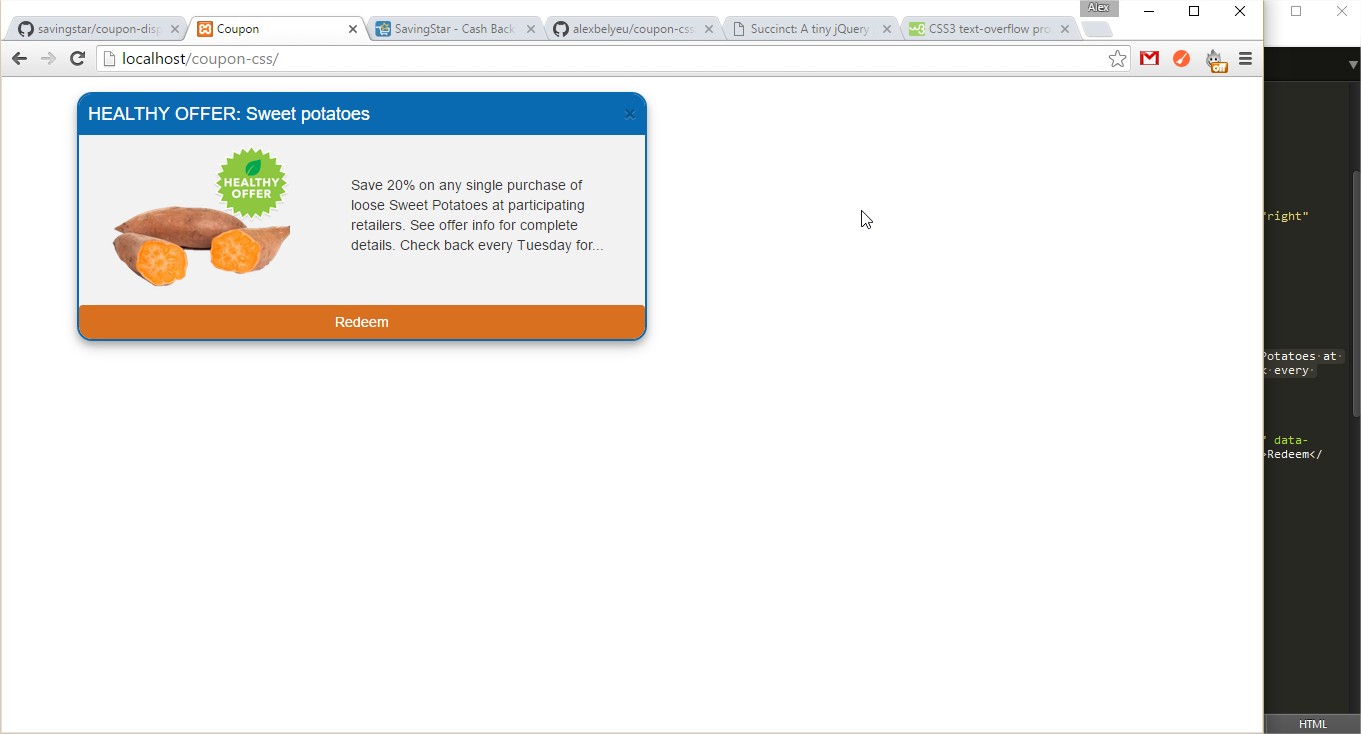 Alex
savingstar/coupon-disp
Coupon
SavingStar - Cash Back
alexbelyeu/coupon-css
Succinct: A tiny jQuery
CSS3 text-overflow pro
localhost/coupon-css/
off
HEALTHY OFFER: Sweet potatoes
×
HEALTHY
OFFER
Save 20% on any single purchase of
loose Sweet Potatoes at participating
retailers. See offer info for complete
details. Check back every Tuesday for...
Redeem
"right"
Potatoes·at·
every·
" data-
>Redeem</
HTML